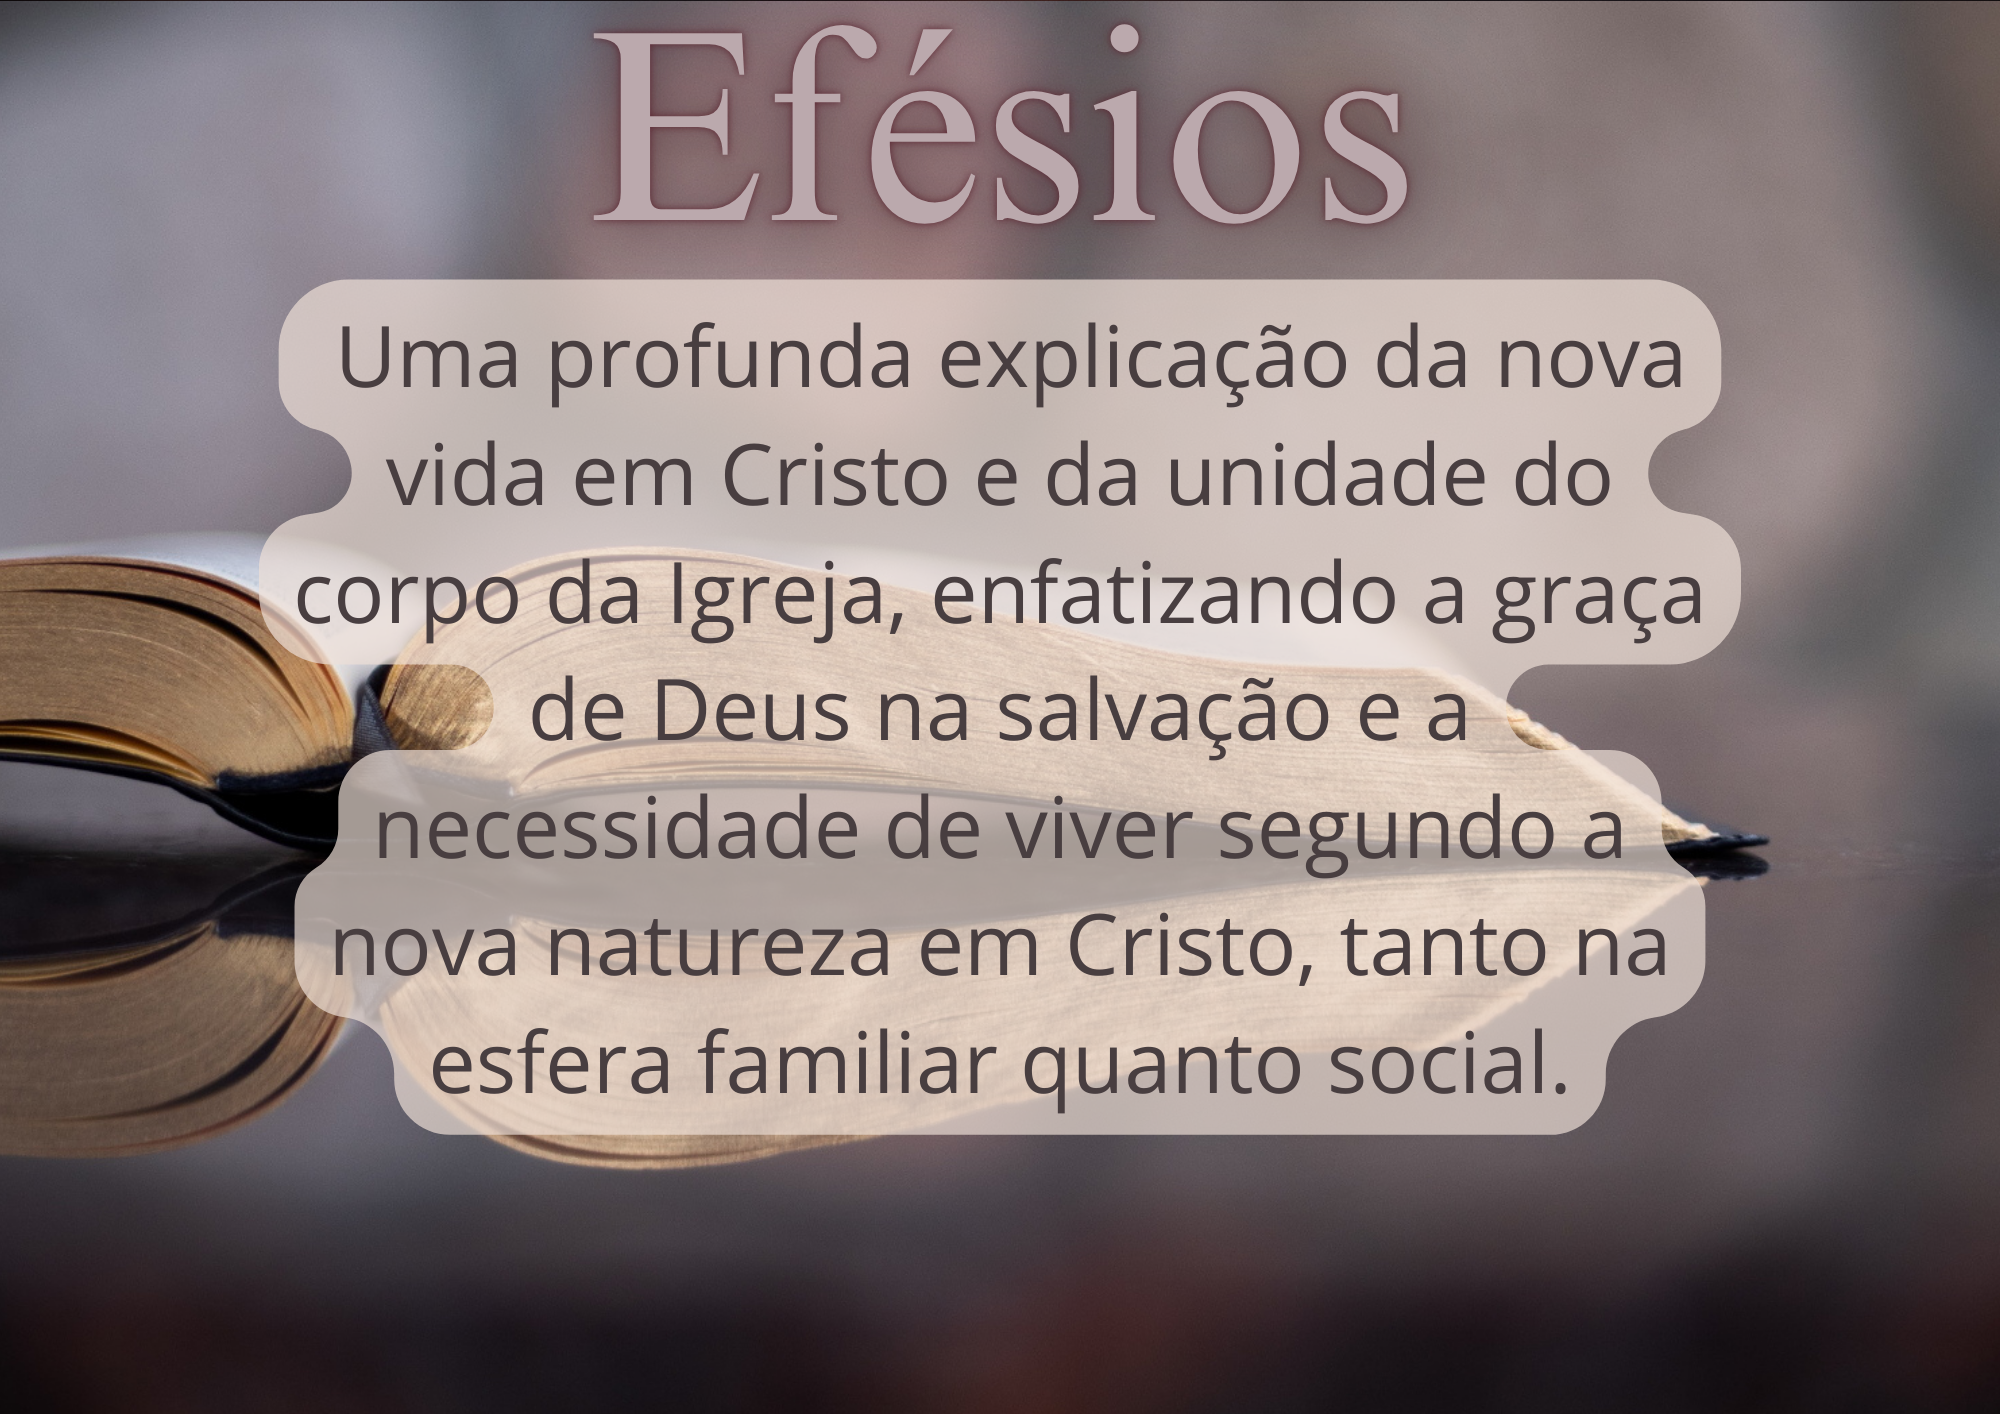 Efésios
Uma profunda explicação da nova
vida em Cristo e da unidade do
corpo da Igreja, enfatizando a graça
de Deus na salvação e a
necessidade de viver segundo a
nova natureza em Cristo, tanto na
esfera familiar quanto social.